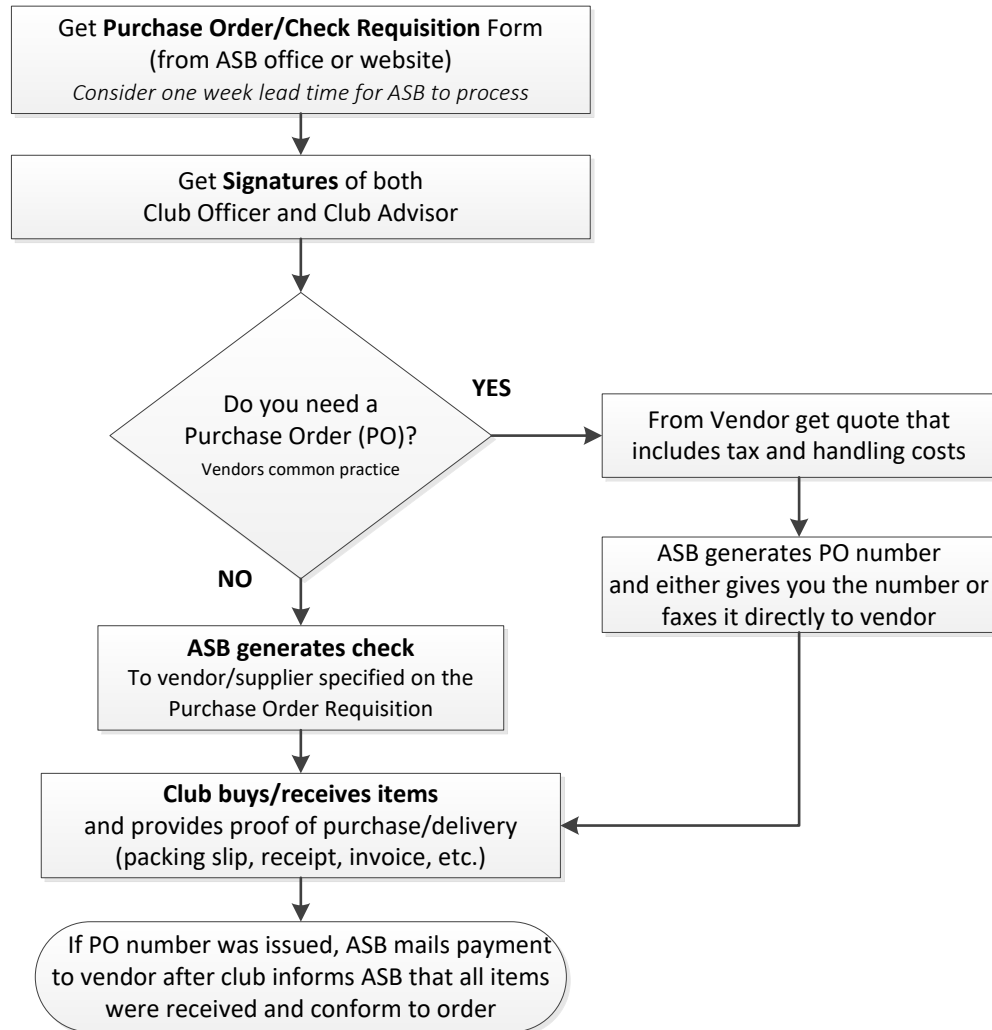 Get Purchase Order/Check Requisition Form
(from ASB office or website)
Consider one week lead time for ASB to process
Get Signatures of both
Club Officer and Club Advisor
Do you need a
Purchase Order (PO)?
Vendors common practice
YES
From Vendor get quote that
includes tax and handling costs
ASB generates PO number
and either gives you the number or
faxes it directly to vendor
NO
ASB generates check
To vendor/supplier specified on the
Purchase Order Requisition
Club buys/receives items
and provides proof of purchase/delivery
(packing slip, receipt, invoice, etc.)
If PO number was issued, ASB mails payment
to vendor after club informs ASB that all items
were received and conform to order